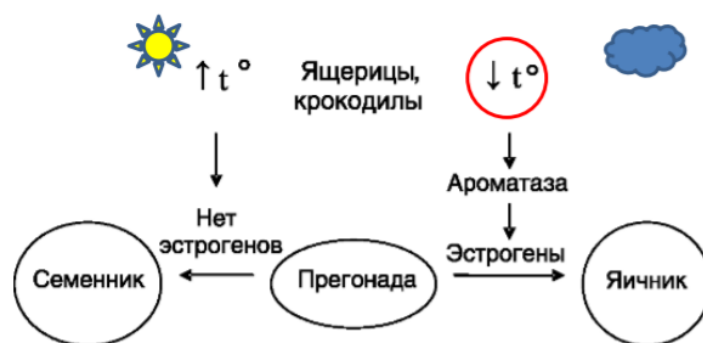 ↑ t°
Ящерицы,
крокодилы
↓ t°
Ароматаза
Нет
эстрогенов
Эстрогены
Семенник
Прегонада
Яичник